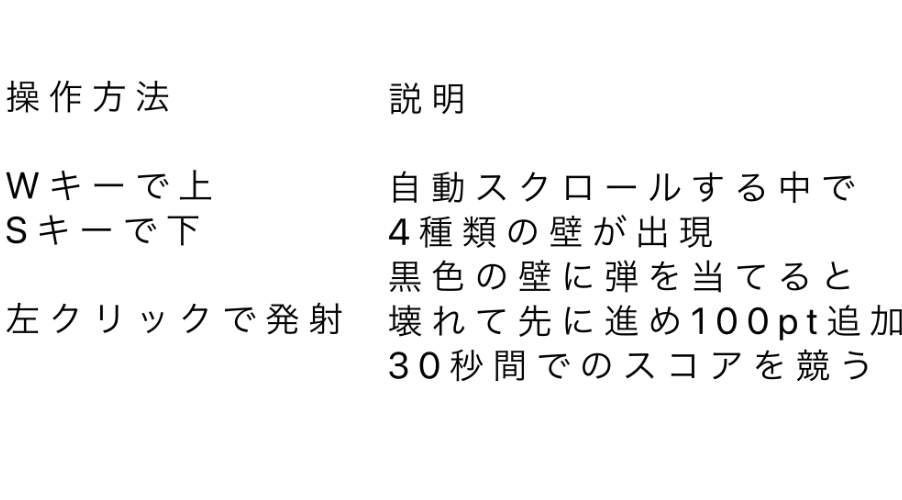 操作方法
Wキーで上
Sキーで下
左クリックで発射
説明
自動スクロールする中で
4種類の壁が出現
黒色の壁に弾を当てると
壊れて先に進め100pt追加
30秒間でのスコアを競う